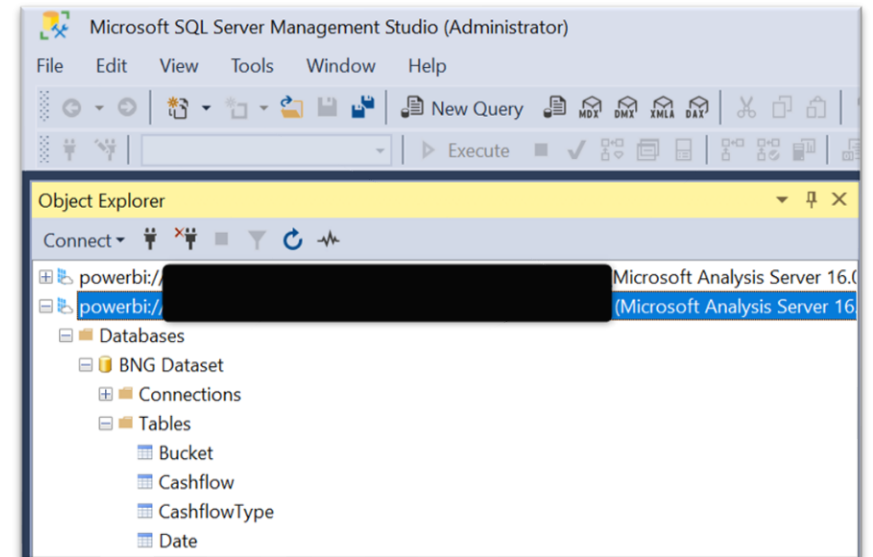 Microsoft SQL Server Management Studio (Administrator)
File Edit View Tools Window Help
New Query MDX DMX XMLA DAX
Execute
Object Explorer
Connect
powerbi:// Microsoft Analysis Server 16.0
powerbi:// (Microsoft Analysis Server 16.
Databases
BNG Dataset
Connections
Tables
Bucket
Cashflow
CashflowType
Date